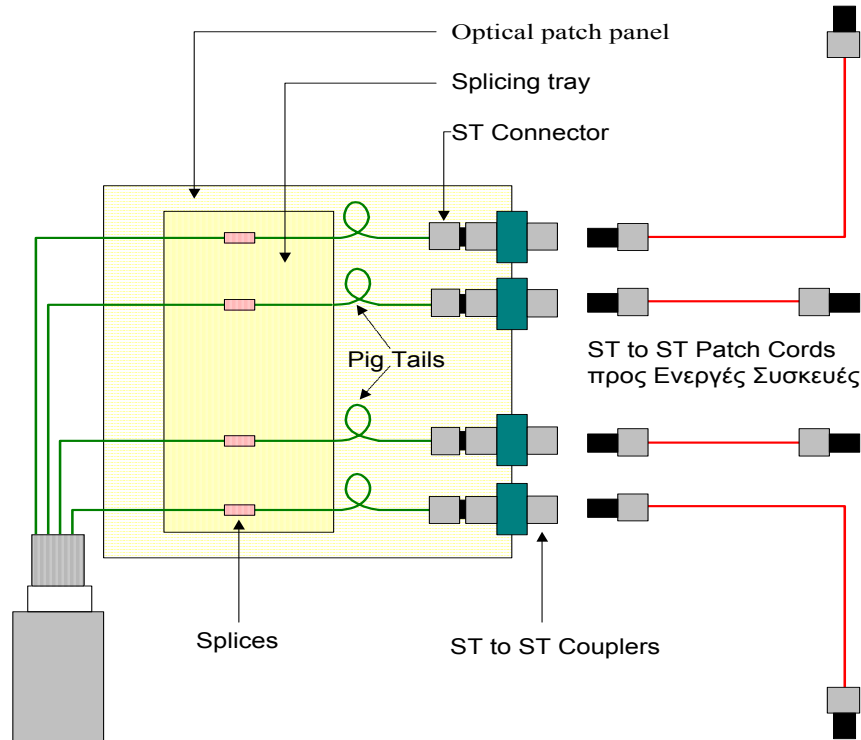 Optical patch panel
Splicing tray
ST Connector
Pig Tails
ST to ST Patch Cords
προς Ενεργές Συσκευές
Splices
ST to ST Couplers